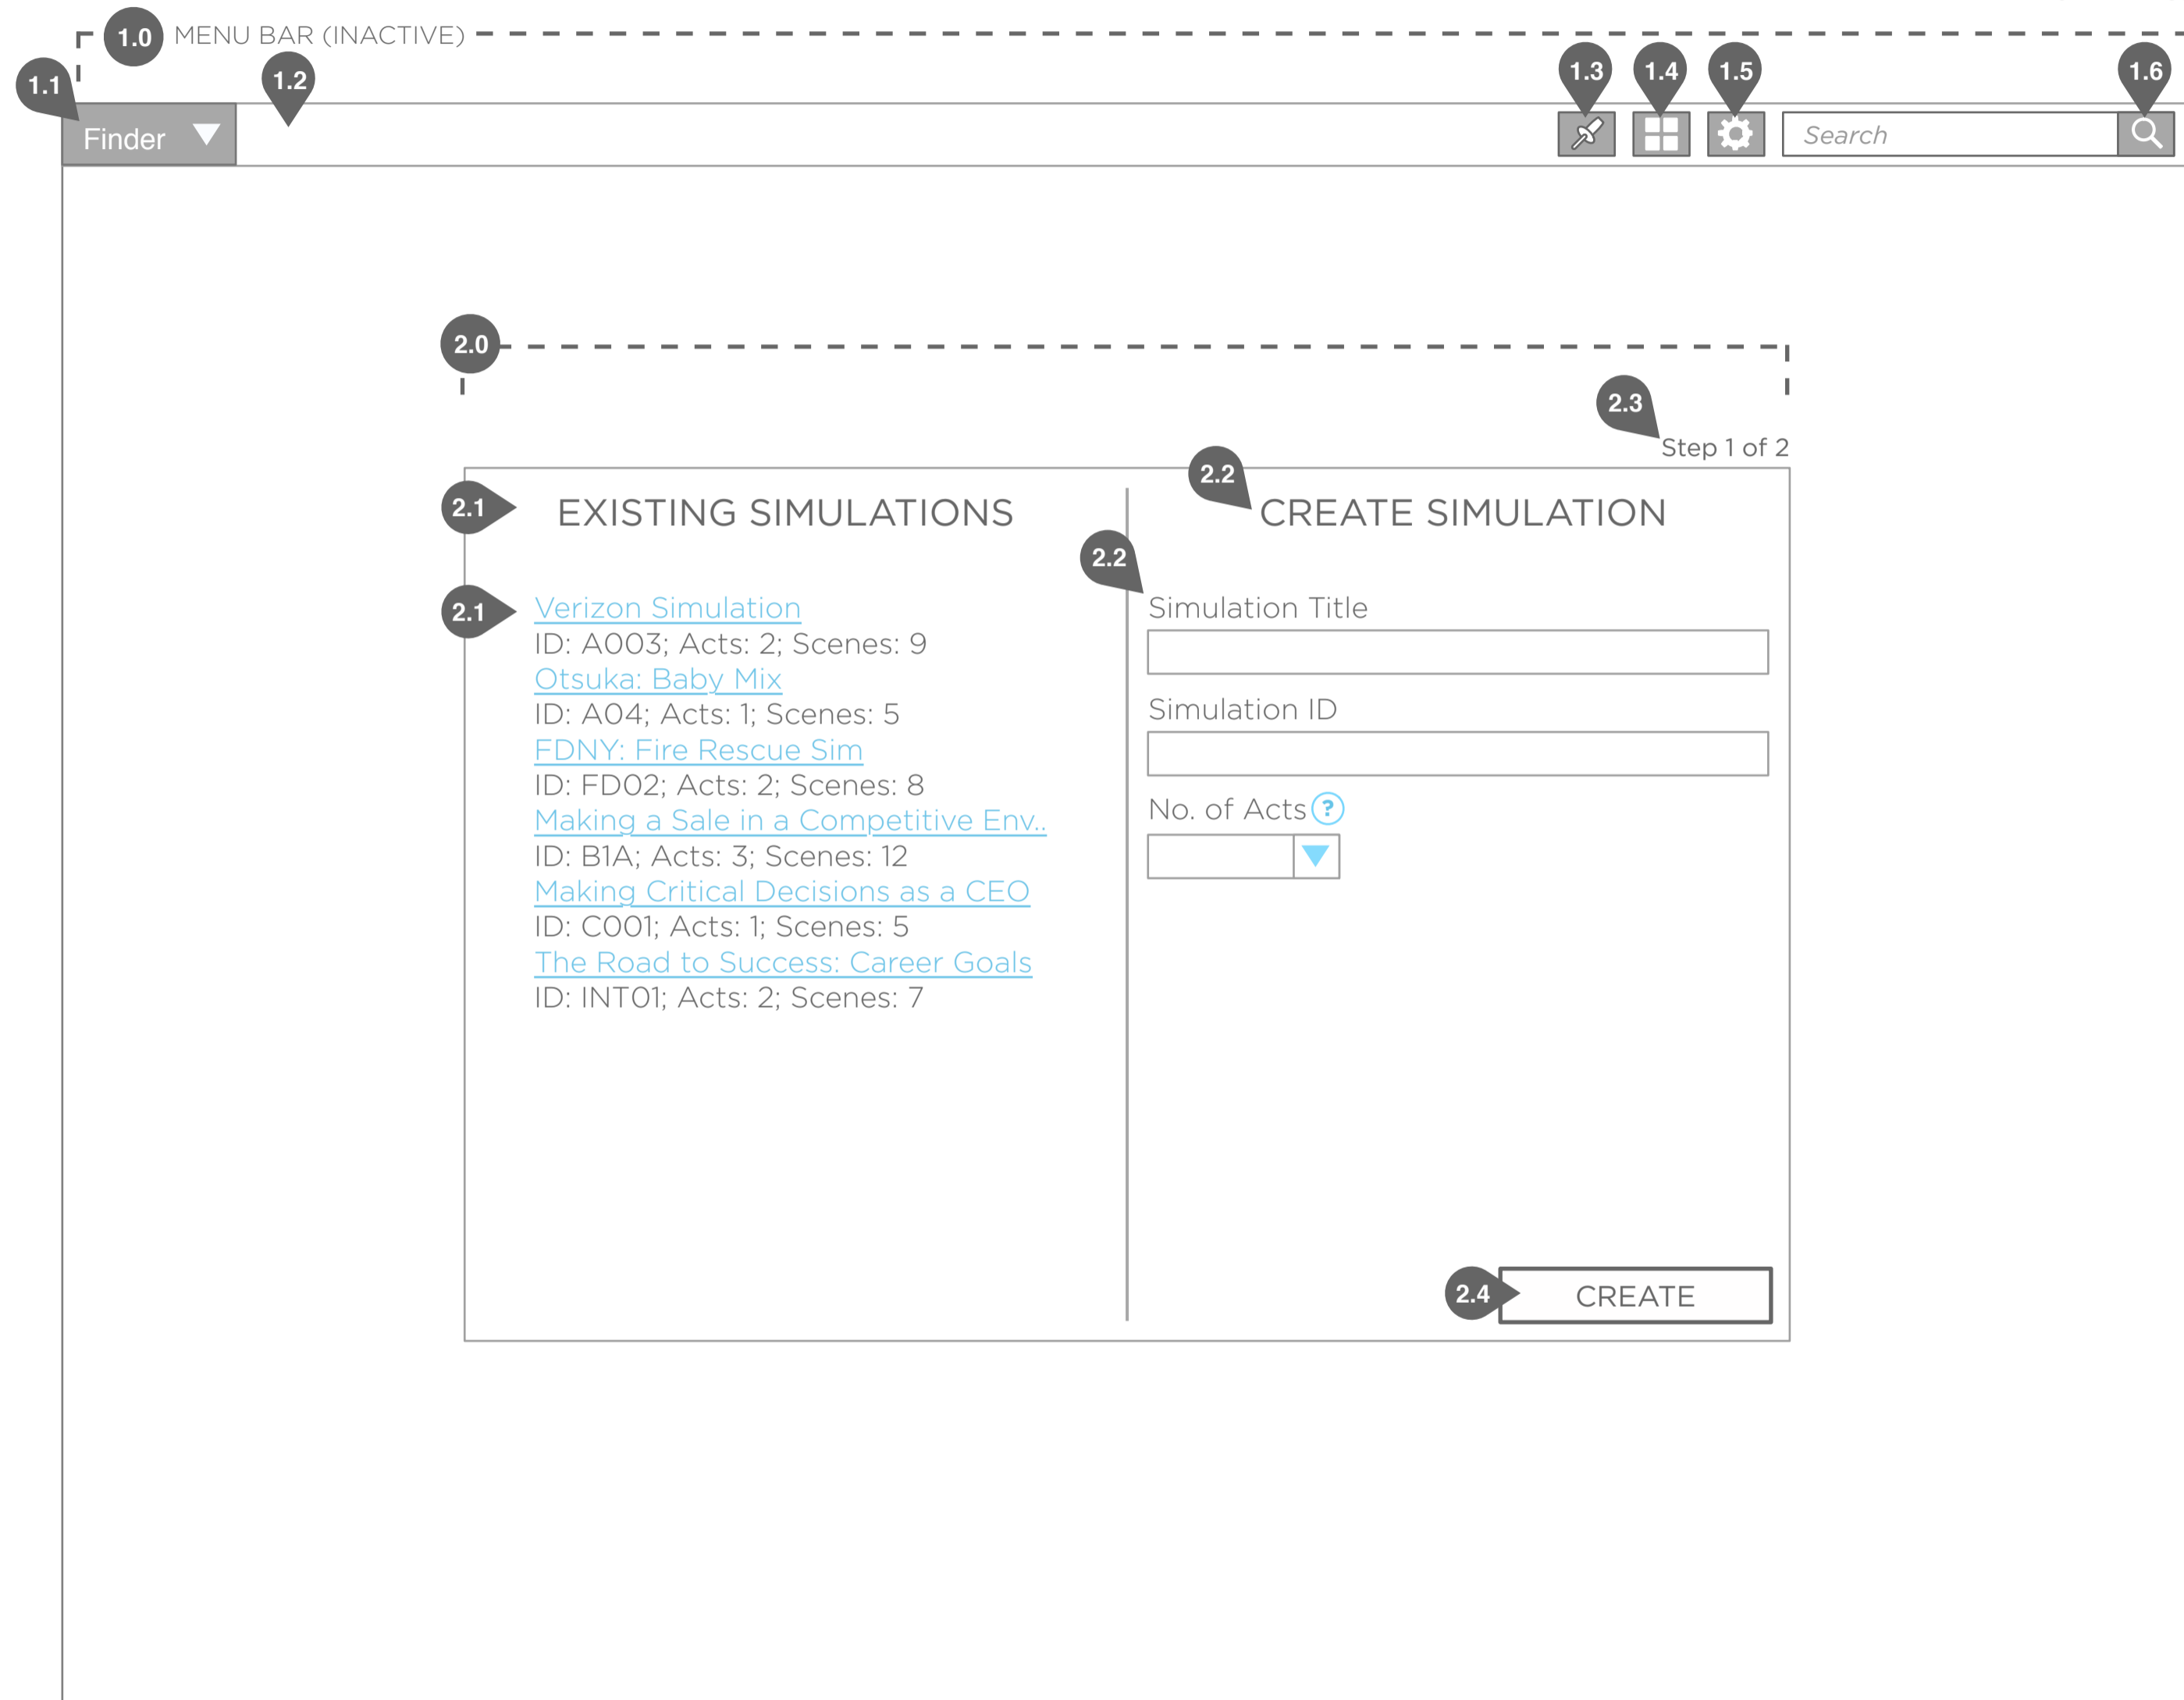 1.0 MENU BAR (INACTIVE)
1.1
1.2
1.3
1.4
1.5
1.6
Finder
Search
2.0
2.3
Step 1 of 2
2.1
EXISTING SIMULATIONS
2.1
Verizon Simulation
ID: A003; Acts: 2; Scenes: 9
Otsuka: Baby Mix
ID: A04; Acts: 1; Scenes: 5
FDNY: Fire Rescue Sim
ID: FD02; Acts: 2; Scenes: 8
Making a Sale in a Competitive Env..
ID: B1A; Acts: 3; Scenes: 12
Making Critical Decisions as a CEO
ID: C001; Acts: 1; Scenes: 5
The Road to Success: Career Goals
ID: INT01; Acts: 2; Scenes: 7
2.2
CREATE SIMULATION
2.2
Simulation Title
Simulation ID
No. of Acts ?
2.4
CREATE